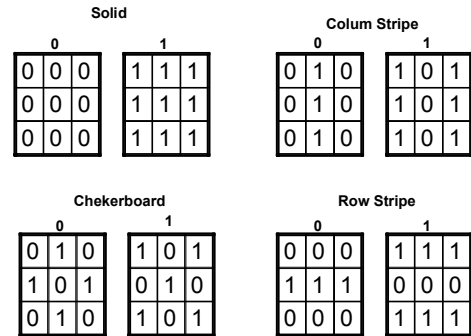 Solid
0 1
0 0 0 1 1 1
0 0 0 1 1 1
0 0 0 1 1 1
Colum Stripe
0 1
0 1 0 1 0 1
0 1 0 1 0 1
0 1 0 1 0 1
Chekerboard
0 1
0 1 0 1 0 1
1 0 1 0 1 0
0 1 0 1 0 1
Row Stripe
0 1
0 0 0 1 1 1
1 1 1 0 0 0
0 0 0 1 1 1